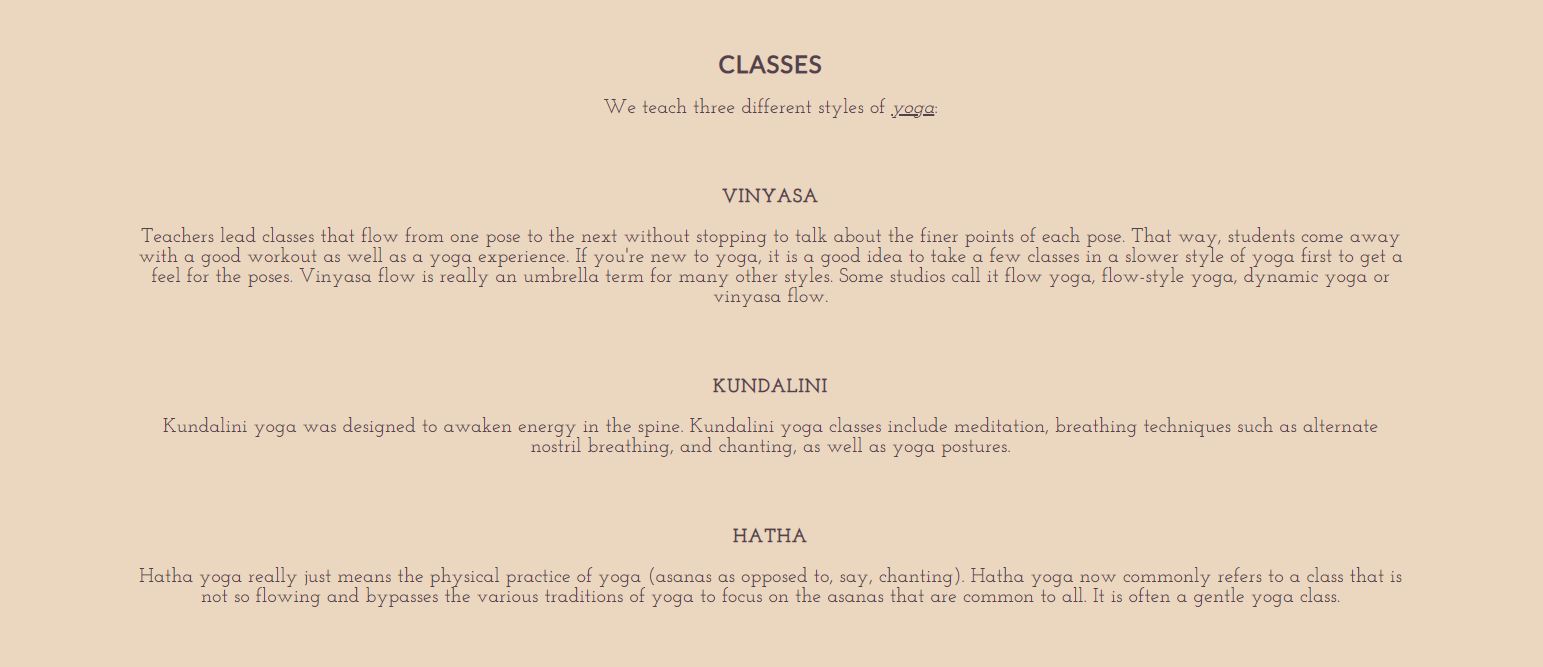 CLASSES
We teach three different styles of yoga:
VINYASA
Teachers lead classes that flow from one pose to the next without stopping to talk about the finer points of each pose. That way, students come away
with a good workout as well as a yoga experience. If you're new to yoga, it is a good idea to take a few classes in a slower style of yoga first to get a
feel for the poses. Vinyasa flow is really an umbrella term for many other styles. Some studios call it flow yoga, flow-style yoga, dynamic yoga or
vinyasa flow.
KUNDALINI
Kundalini yoga was designed to awaken energy in the spine. Kundalini yoga classes include meditation, breathing techniques such as alternate
nostril breathing, and chanting, as well as yoga postures.
HATHA
Hatha yoga really just means the physical practice of yoga (asanas as opposed to, say, chanting). Hatha yoga now commonly refers to a class that is
not so flowing and bypasses the various traditions of yoga to focus on the asanas that are common to all. It is often a gentle yoga class.